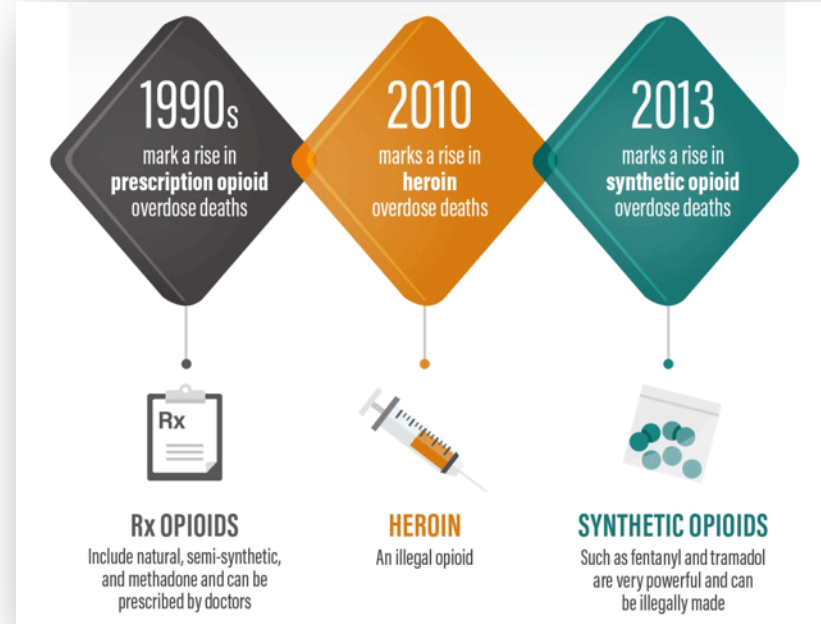 1990s
mark a rise in
prescription opioid
overdose deaths
2010
marks a rise in
heroin
overdose deaths
2013
marks a rise in
synthetic opioid
overdose deaths
Rx
Rx OPIOIDS
Include natural, semi-synthetic,
and methadone and can be
prescribed by doctors
HEROIN
An illegal opioid
SYNTHETIC OPIOIDS
Such as fentanyl and tramadol
are very powerful and can
be illegally made